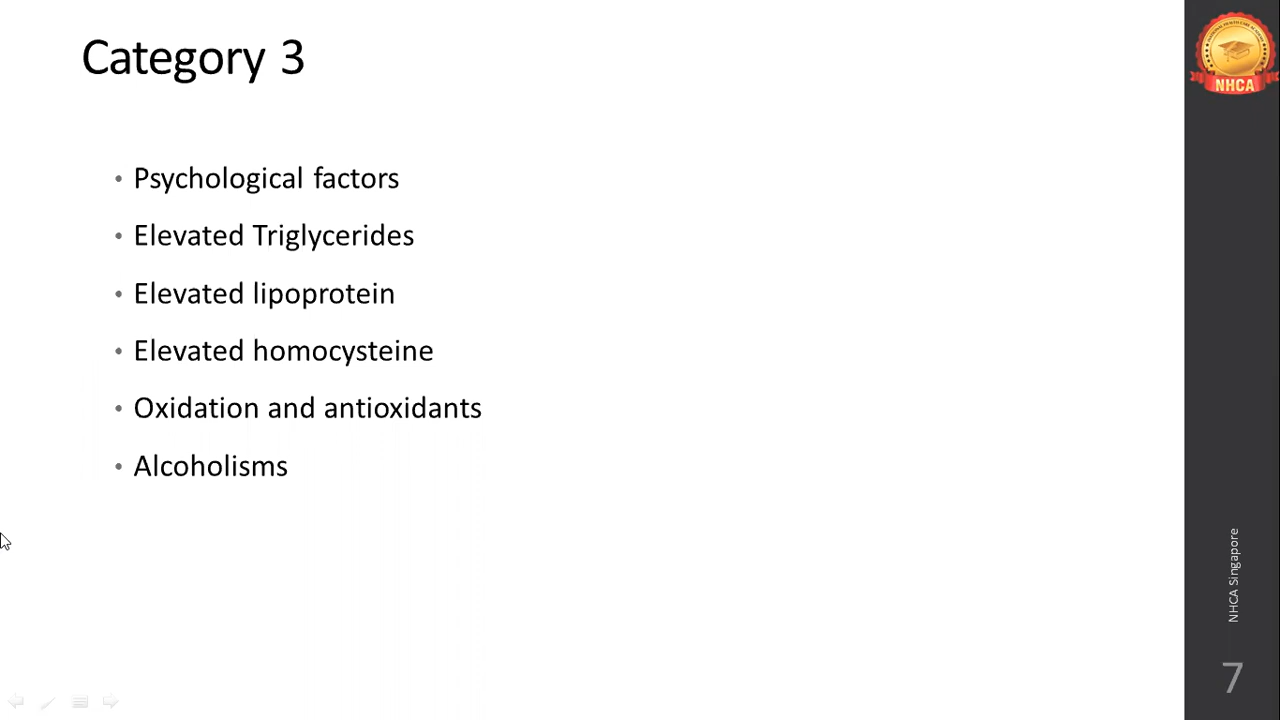 Category 3
• Psychological factors
• Elevated Triglycerides
• Elevated lipoprotein
• Elevated homocysteine
• Oxidation and antioxidants
• Alcoholisms
NHCA
NHCA Singapore
7